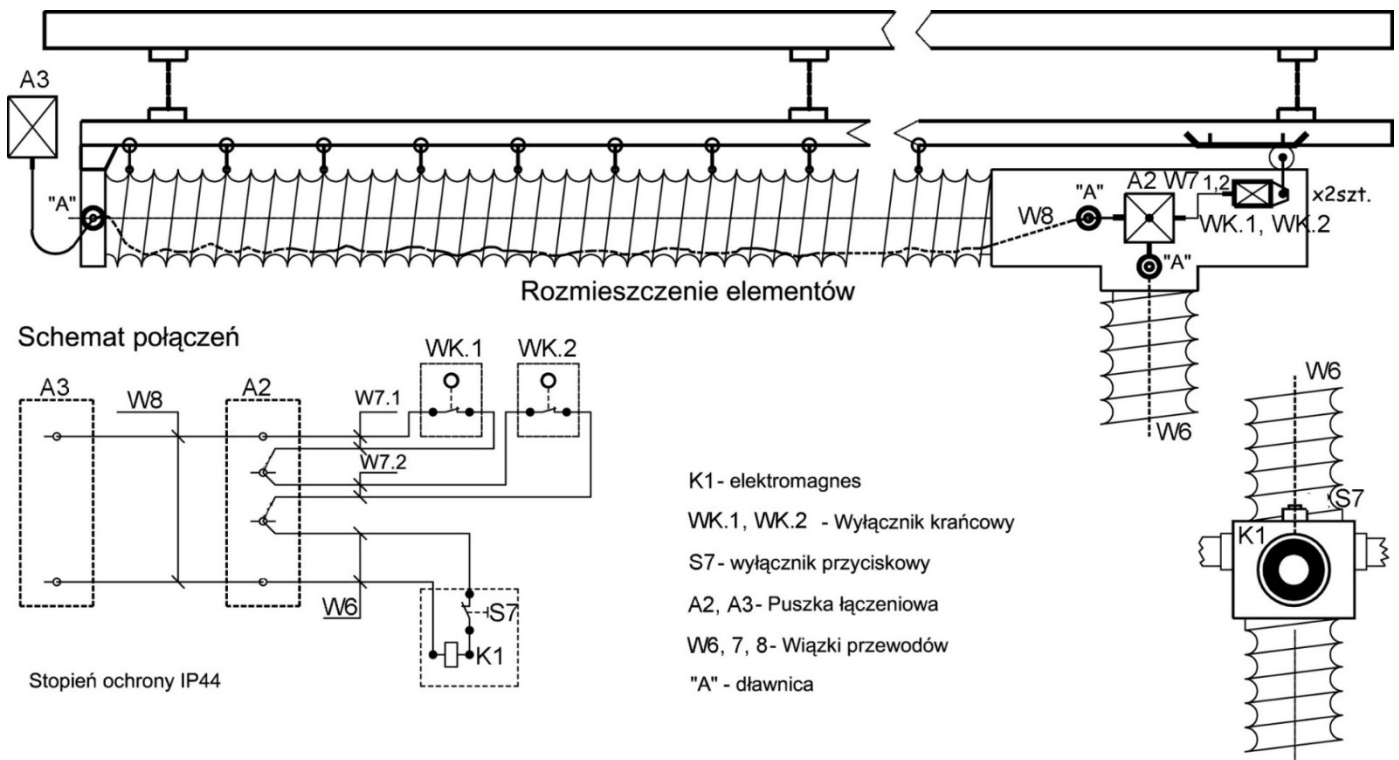 A3
"A"
W8
"A"
A2 W7 1,2
x2szt.
WK.1, WK.2
"A"
W6
Rozmieszczenie elementów
Schemat połączeń
A3
W8
A2
W7.1
WK.1
WK.2
W7.2
W6
S7
K1
Stopień ochrony IP44
K1- elektromagnes
WK.1, WK.2 - Wyłącznik krańcowy
S7- wyłącznik przyciskowy
A2, A3- Puszka łączeniowa
W6, 7, 8- Wiązki przewodów
"A" - dławnica
W6
S7
K1